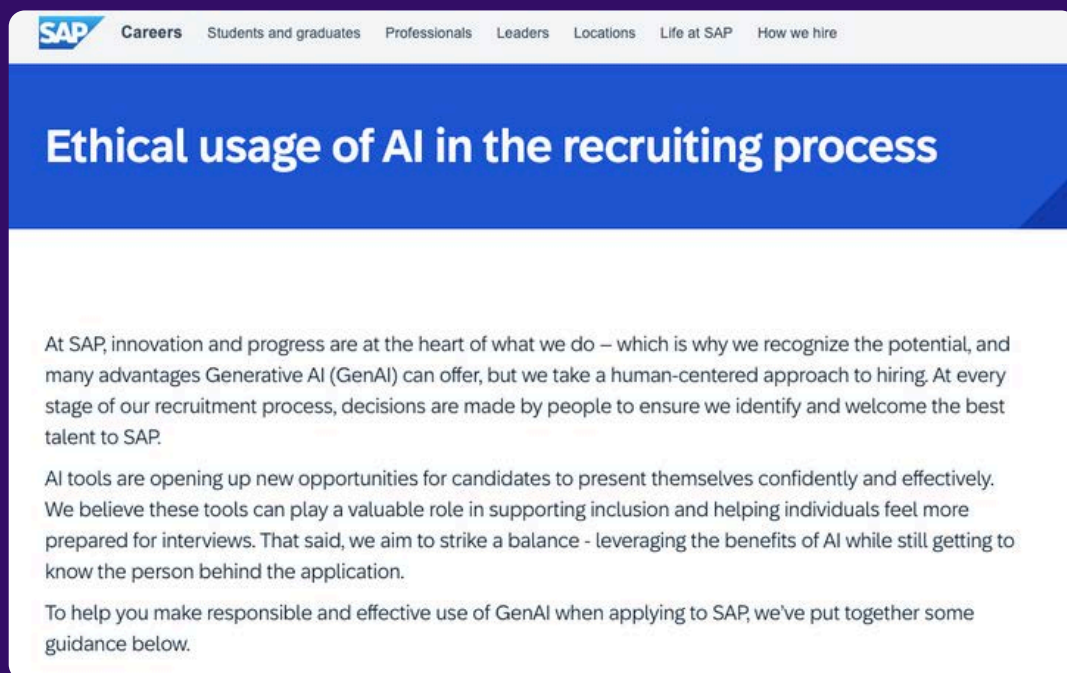 SAP Careers Students and graduates Professionals Leaders Locations Life at SAP How we hire
Ethical usage of AI in the recruiting process
At SAP, innovation and progress are at the heart of what we do – which is why we recognize the potential, and
many advantages Generative AI (GenAI) can offer, but we take a human-centered approach to hiring. At every
stage of our recruitment process, decisions are made by people to ensure we identify and welcome the best
talent to SAP.
AI tools are opening up new opportunities for candidates to present themselves confidently and effectively.
We believe these tools can play a valuable role in supporting inclusion and helping individuals feel more
prepared for interviews. That said, we aim to strike a balance - leveraging the benefits of AI while still getting to
know the person behind the application.
To help you make responsible and effective use of GenAI when applying to SAP, we’ve put together some
guidance below.